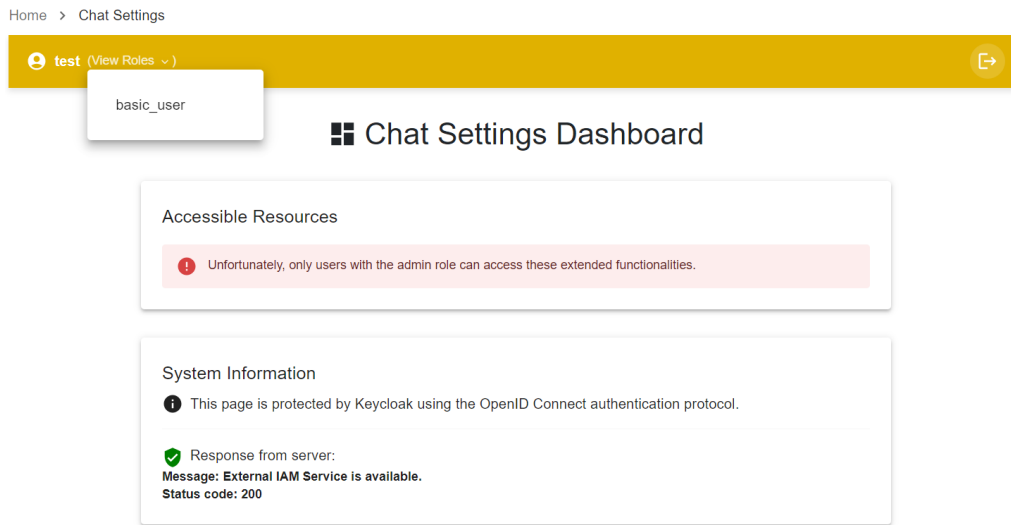 Home > Chat Settings
test (View Roles )
basic_user
Chat Settings Dashboard
Accessible Resources
Unfortunately, only users with the admin role can access these extended functionalities.
System Information
This page is protected by Keycloak using the OpenID Connect authentication protocol.
Response from server:
Message: External IAM Service is available.
Status code: 200